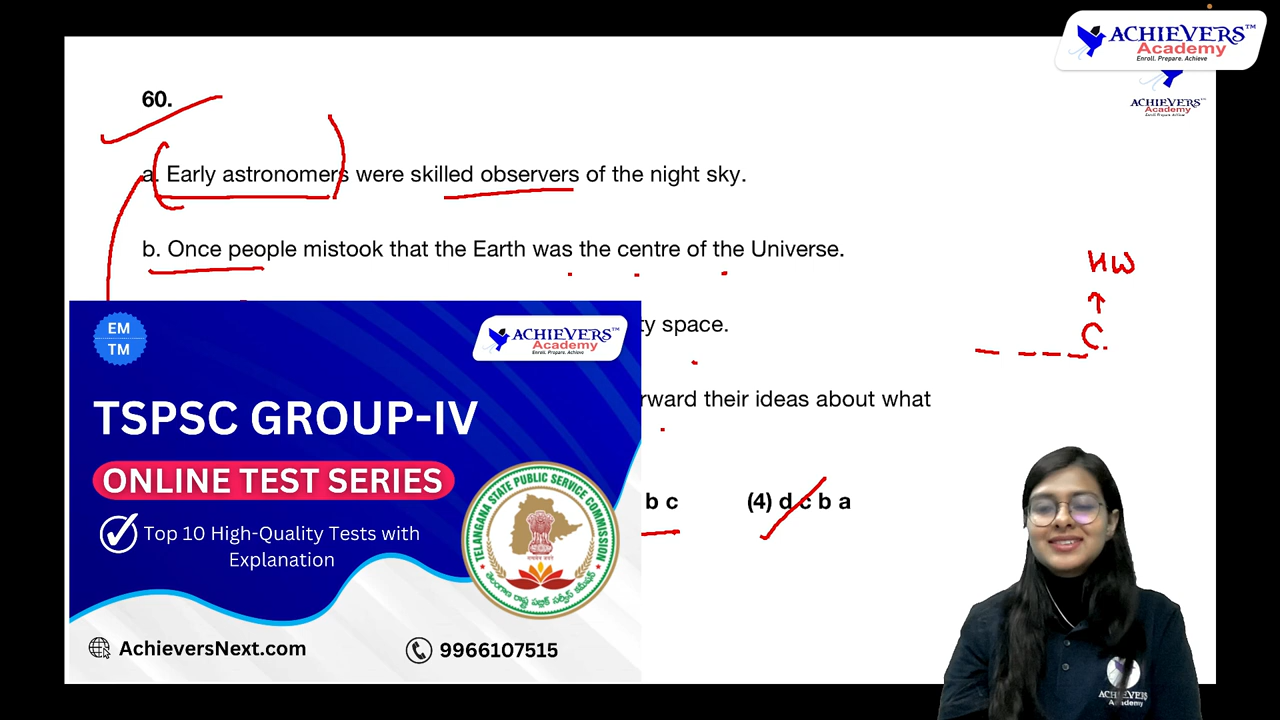 ACHIEVERS™
Academy
Enroll. Prepare. Achieve
ACHIEVERS™
Academy
60.
a. Early astronomers were skilled observers of the night sky.
b. Once people mistook that the Earth was the centre of the Universe.
HW
ty space.
C.
rward their ideas about what
b c (4) d c b a
EM
TM
ACHIEVERS™
Academy
Enroll. Prepare. Achieve
TSPSC GROUP-IV
ONLINE TEST SERIES
Top 10 High-Quality Tests with
Explanation
TELANGANA STATE PUBLIC SERVICE COMMISSION
AchieversNext.com
9966107515
ACHIEVERS
Academy